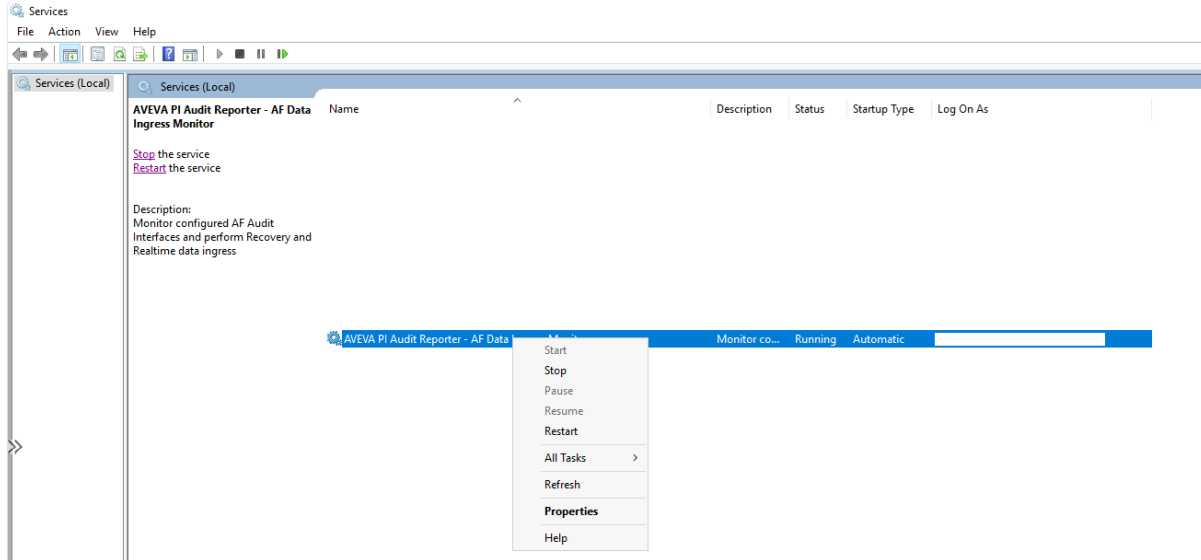 Services
File Action View Help
Services (Local)
Services (Local)
AVEVA PI Audit Reporter - AF Data
Ingress Monitor
Stop the service
Restart the service
Description:
Monitor configured AF Audit
Interfaces and perform Recovery and
Realtime data ingress
Name Description Status Startup Type Log On As
AVEVA PI Audit Reporter - AF Data Monitor co... Running Automatic
Start
Stop
Pause
Resume
Restart
All Tasks
Refresh
Properties
Help